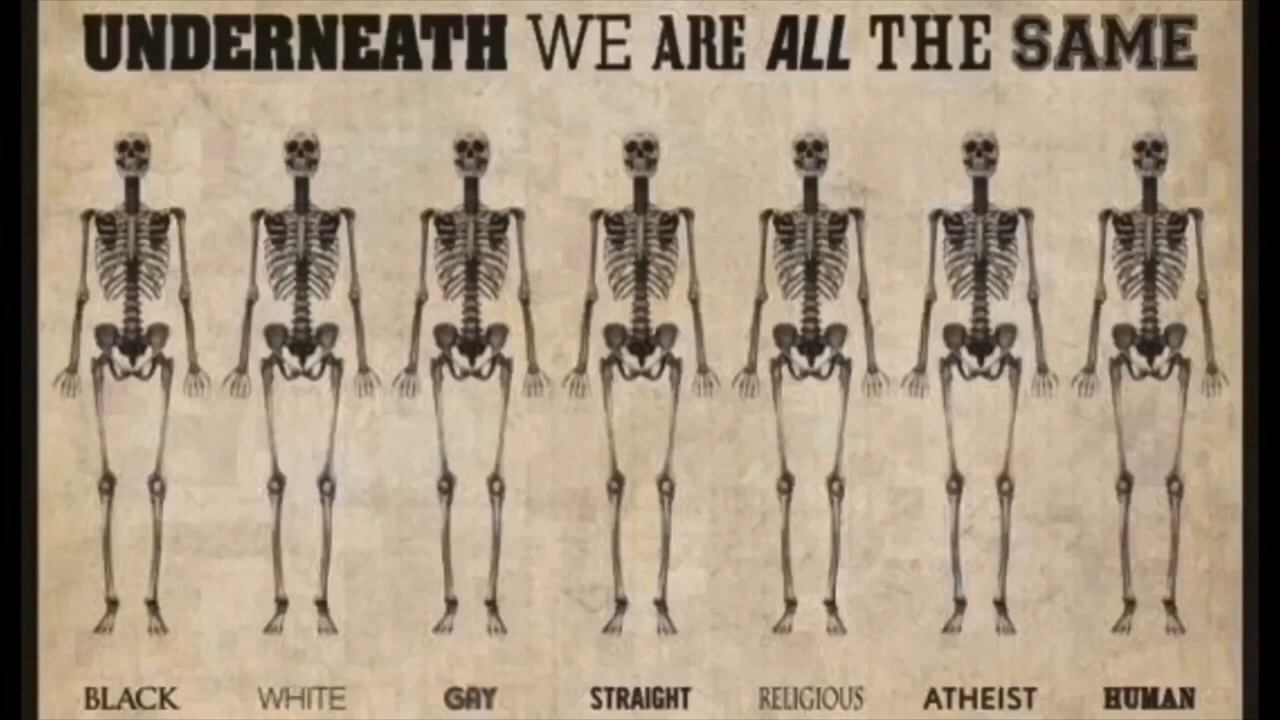 UNDERNEATH WE ARE ALL THE SAME
BLACK WHITE GAY STRAIGHT RELIGIOUS ATHEIST HUMAN